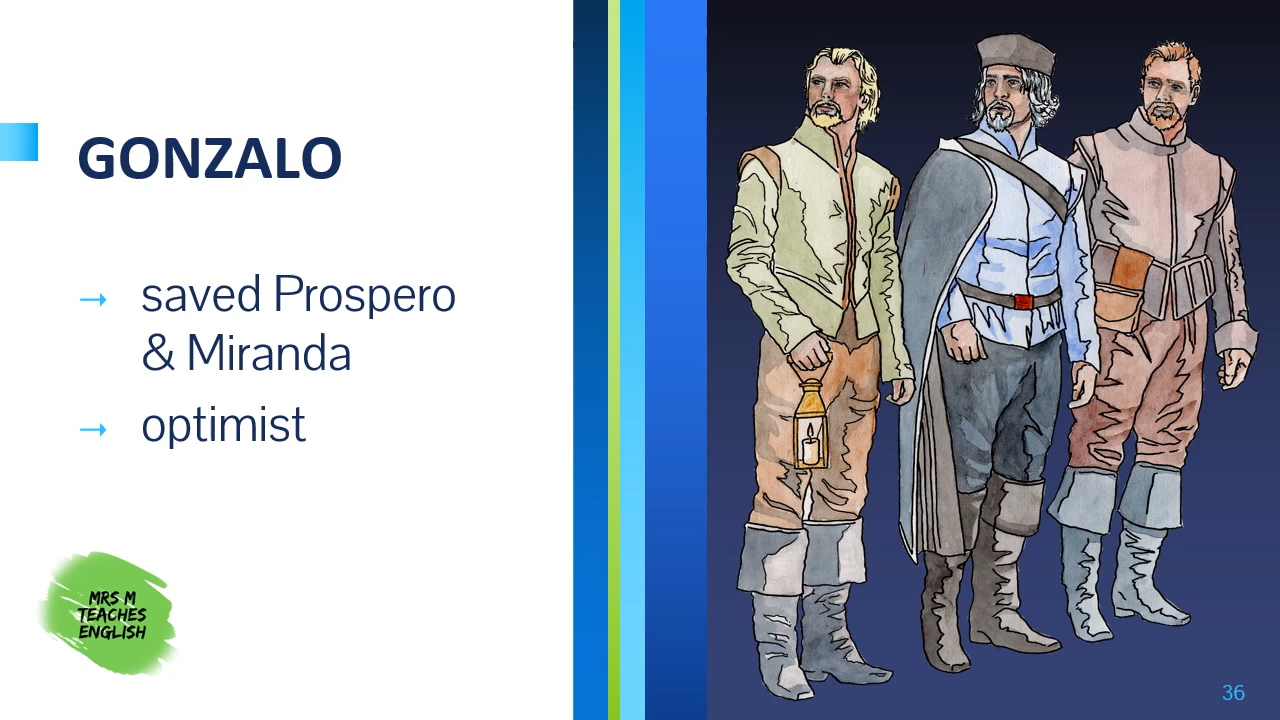 GONZALO
→ saved Prospero
& Miranda
→ optimist
MRS M
TEACHES
ENGLISH
36